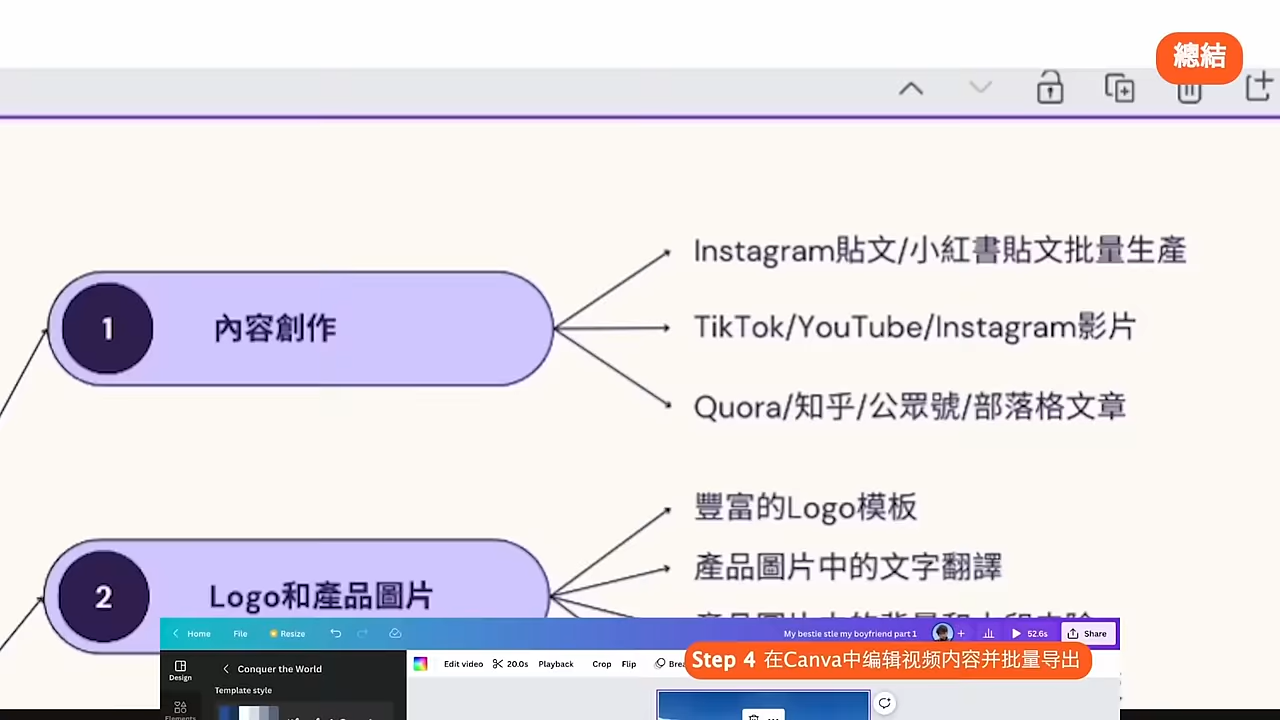 總結
Instagram貼文/小紅書貼文批量生產
1
內容創作
TikTok/YouTube/Instagram影片
Quora/知乎/公眾號/部落格文章
豐富的Logo模板
產品圖片中的文字翻譯
2
Logo和產品圖片
Home File Resize
My bestie stle my boyfriend part 1
52.6s
Share
Design
Conquer the World
Template style
Edit video
20.0s
Playback
Crop
Flip
Step 4 在Canva中编辑视频内容并批量导出
Elements